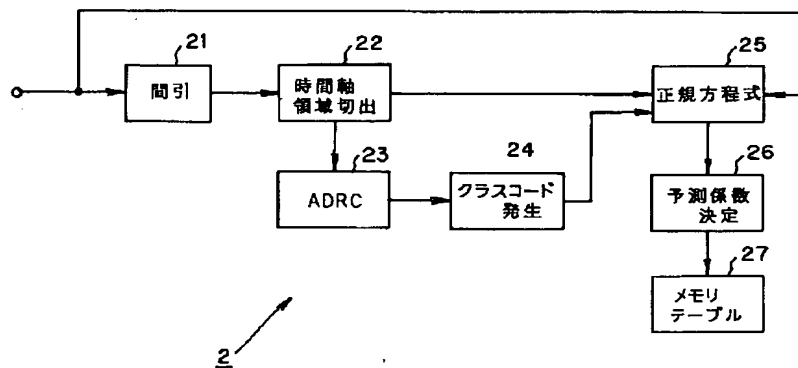 21
間引
22
時間軸
領域切出
23
ADRC
24
クラスコード
発生
25
正規方程式
26
予測係数
決定
27
メモリ
テーブル
2